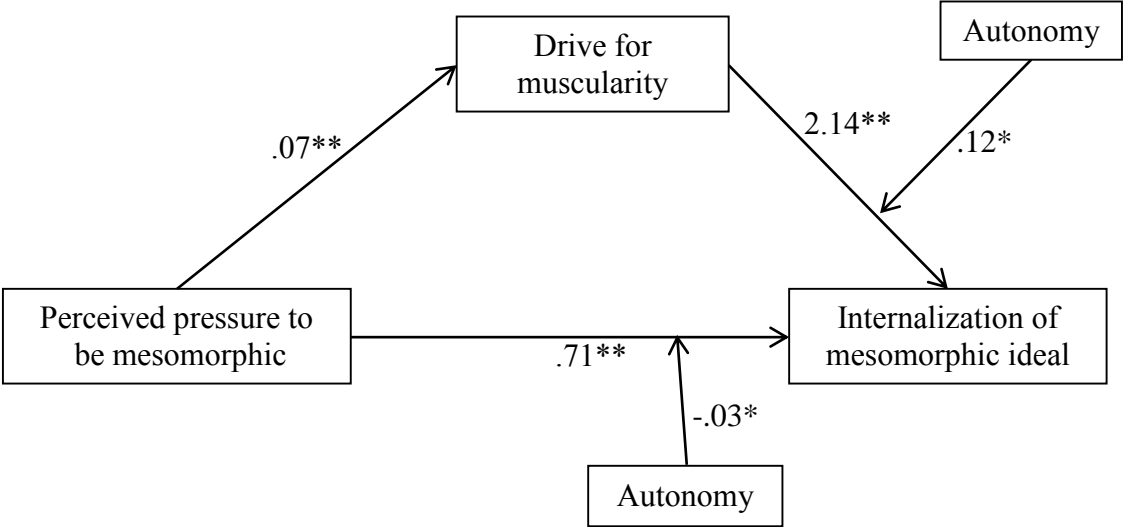 Autonomy
Drive for
muscularity
2.14**
.12*
.07**
Perceived pressure to
be mesomorphic
Internalization of
mesomorphic ideal
.71**
-.03*
Autonomy